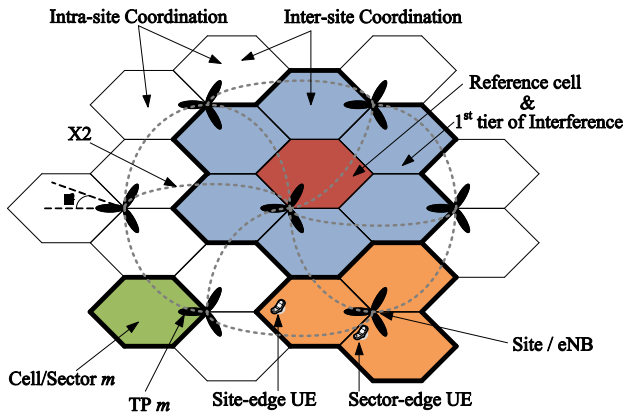 Intra-site Coordination
Inter-site Coordination
Reference cell
&
1st tier of Interference
X2
Site / eNB
Cell/Sector m
TP m
Site-edge UE
Sector-edge UE